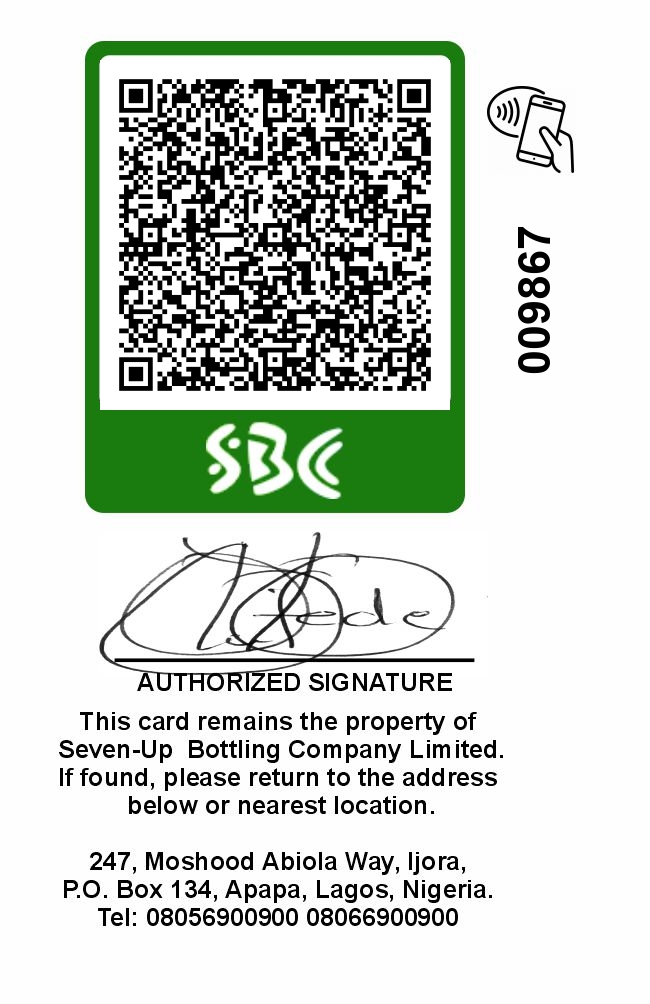 009867
SBC
AUTHORIZED SIGNATURE
This card remains the property of
Seven-Up Bottling Company Limited.
If found, please return to the address
below or nearest location.
247, Moshood Abiola Way, Ijora,
P.O. Box 134, Apapa, Lagos, Nigeria.
Tel: 08056900900 08066900900